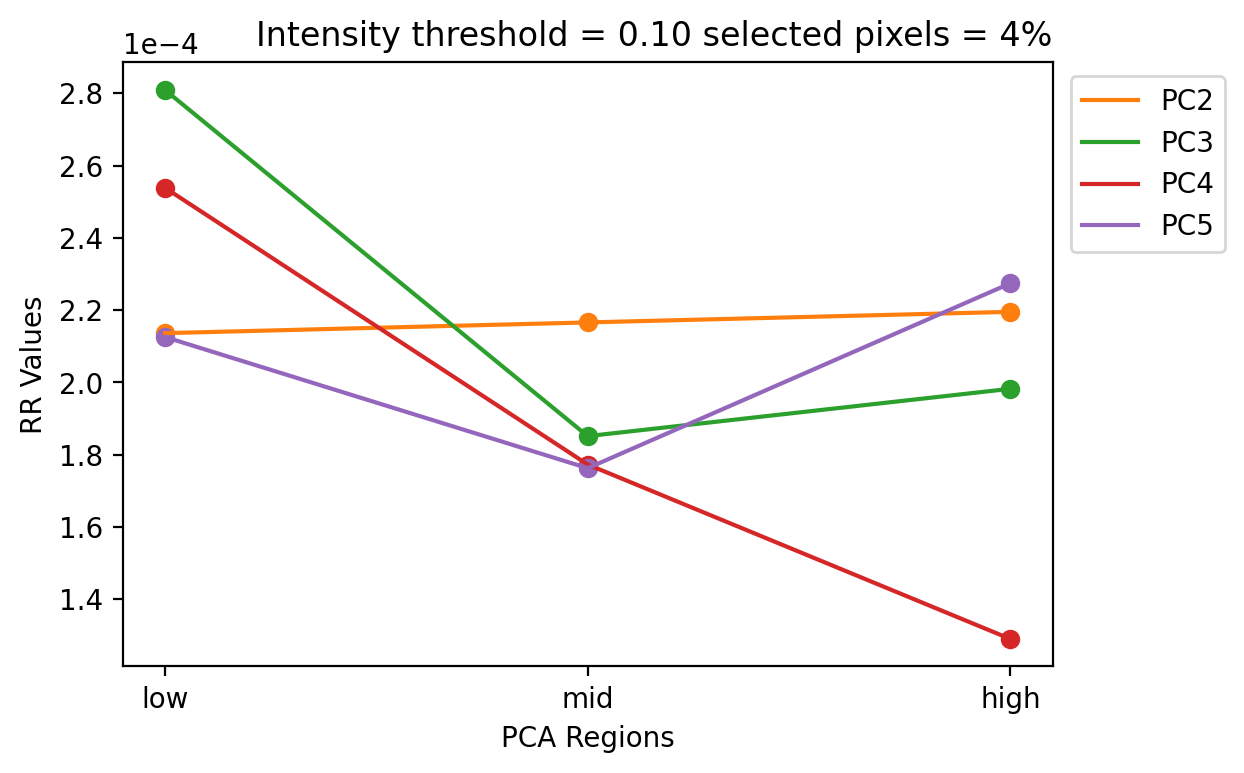 Intensity threshold = 0.10 selected pixels = 4%
1e−4
2.8
2.6
2.4
2.2
2.0
1.8
1.6
1.4
RR Values
low
mid
high
PCA Regions
PC2
PC3
PC4
PC5